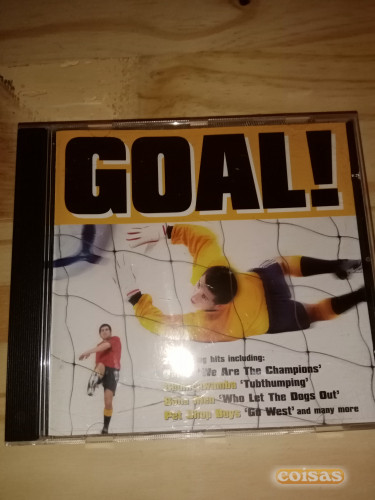 GOAL!
hits including:
'We Are The Champions'
'Tubthumping'
'Who Let The Dogs Out'
Pet Shop Boys 'Go West' and many more
coisas